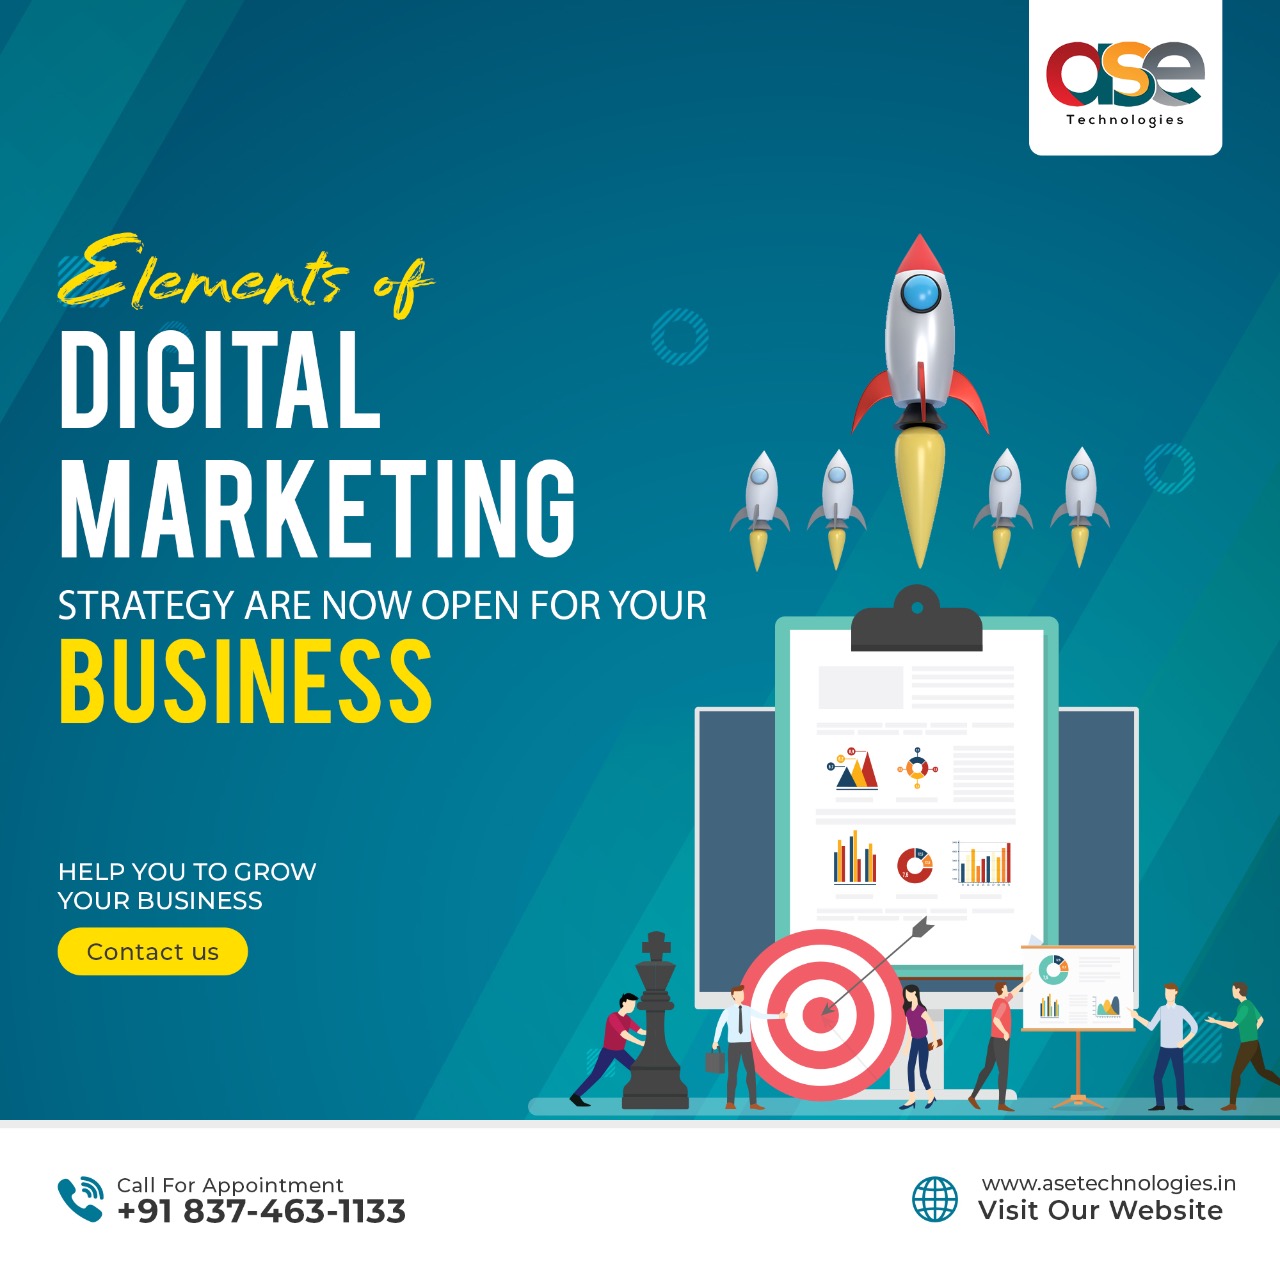 ase
Technologies
Elements of
DIGITAL
MARKETING
STRATEGY ARE NOW OPEN FOR YOUR
BUSINESS
HELP YOU TO GROW
YOUR BUSINESS
Contact us
Call For Appointment
+91 837-463-1133
www.asetechnologies.in
Visit Our Website